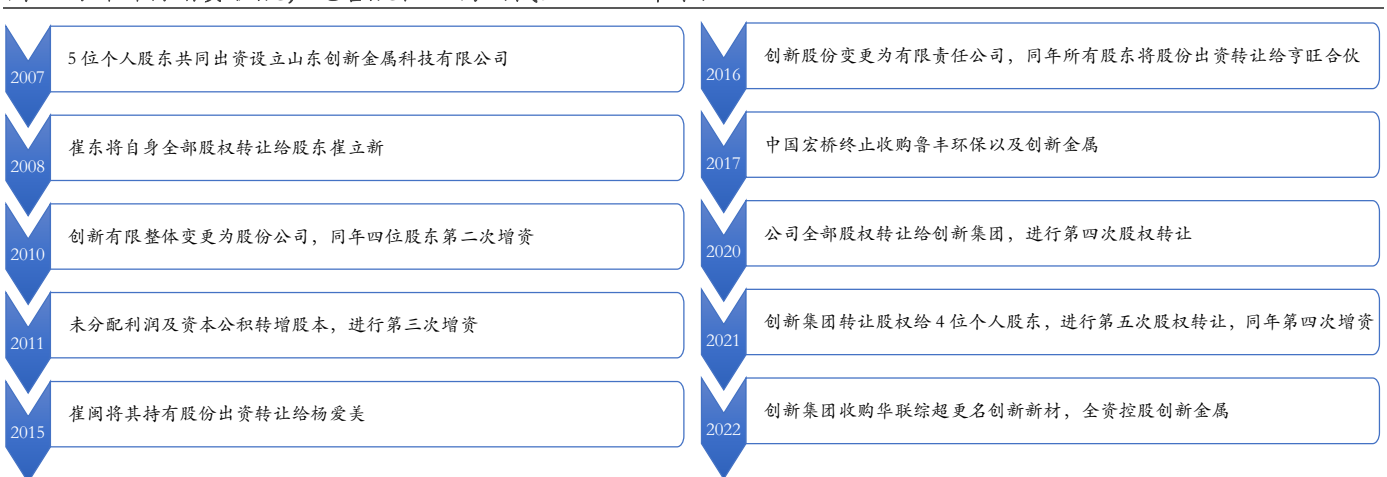 2007
5位个人股东共同出资设立山东创新金属科技有限公司
2008
崔东将自身全部股权转让给股东崔立新
2010
创新有限整体变更为股份公司，同年四位股东第二次增资
2011
未分配利润及资本公积转增股本，进行第三次增资
2015
崔闽将其持有股份出资转让给杨爱美
2016
创新股份变更为有限责任公司，同年所有股东将股份出资转让给亨旺合伙
2017
中国宏桥终止收购鲁丰环保以及创新金属
2020
公司全部股权转让给创新集团，进行第四次股权转让
2021
创新集团转让股权给4位个人股东，进行第五次股权转让，同年第四次增资
2022
创新集团收购华联综超更名创新新材，全资控股创新金属